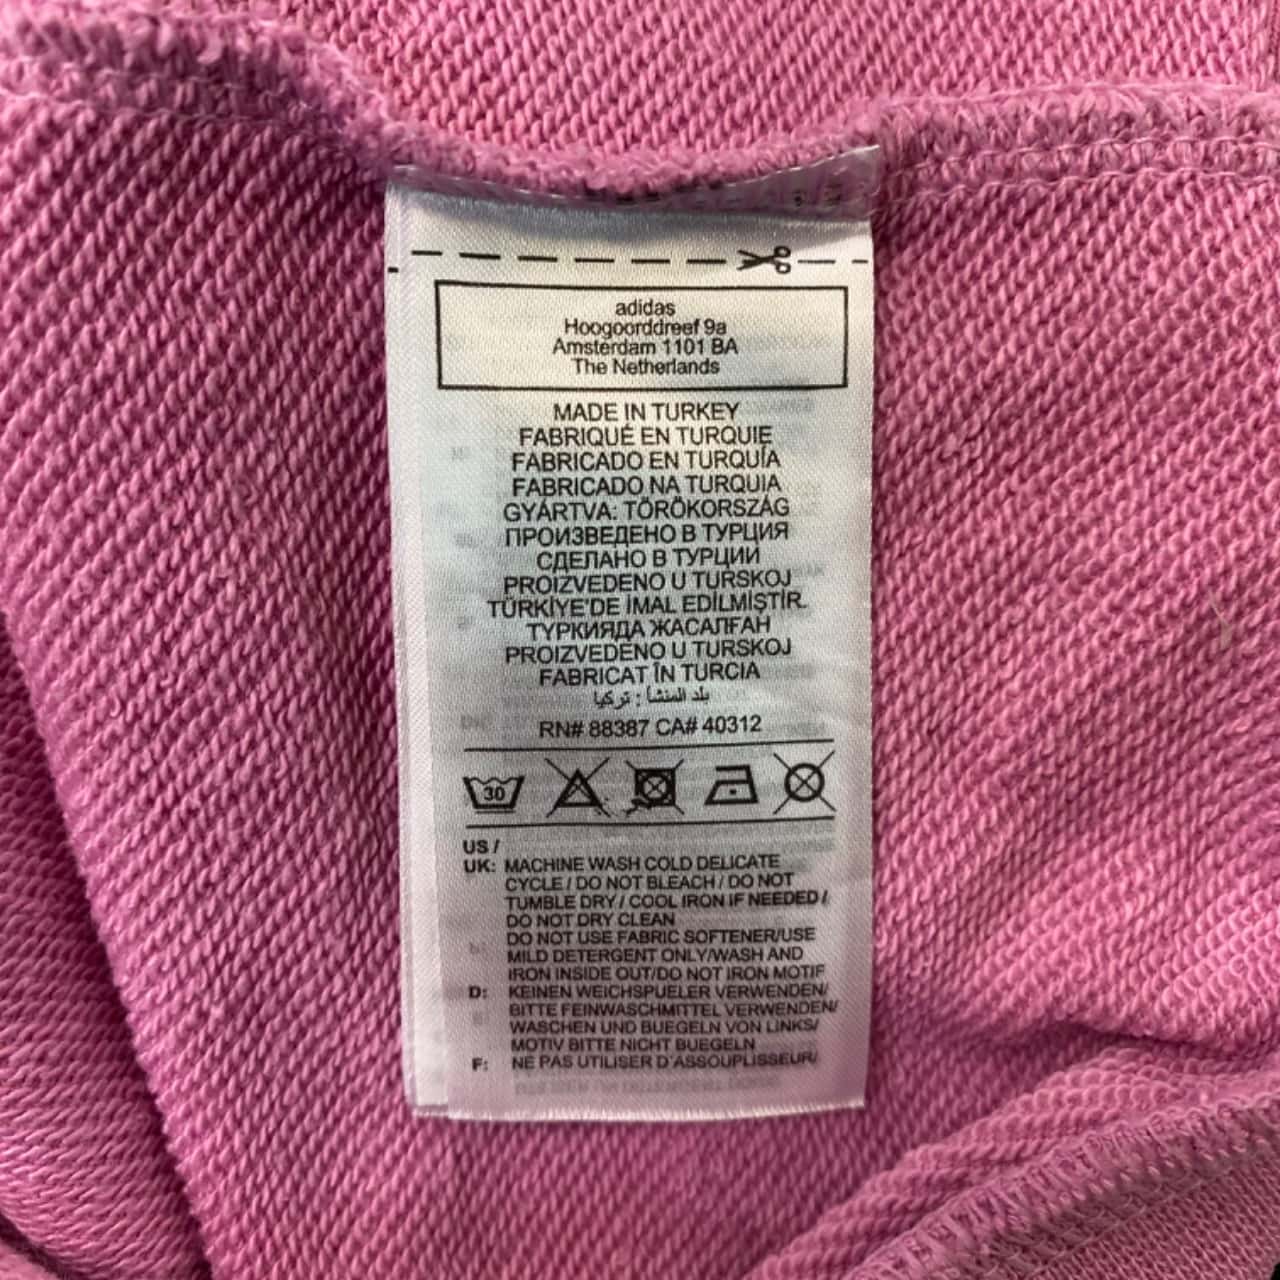 adidas
Hoogoorddreef 9a
Amsterdam 1101 BA
The Netherlands
MADE IN TURKEY
FABRIQUÉ EN TURQUIE
FABRICADO EN TURQUÍA
FABRICADO NA TURQUIA
GYÁRTVA: TÖRÖKORSZÁG
ПРОИЗВЕДЕНО В ТУРЦИЯ
СДЕЛАНО В ТУРЦИИ
PROIZVEDENO U TURSKOJ
TÜRKİYE'DE İMAL EDİLMİŞTİR.
ТҮРКИЯДА ЖАСАЛҒАН
PROIZVEDENO U TURSKOJ
FABRICAT ÎN TURCIA
بلد المنشأ : تركيا
RN# 88387 CA# 40312
30
US /
UK: MACHINE WASH COLD DELICATE
CYCLE / DO NOT BLEACH / DO NOT
TUMBLE DRY / COOL IRON IF NEEDED /
DO NOT DRY CLEAN
DO NOT USE FABRIC SOFTENER/USE
MILD DETERGENT ONLY/WASH AND
IRON INSIDE OUT/DO NOT IRON MOTIF
D: KEINEN WEICHSPUELER VERWENDEN/
BITTE FEINWASCHMITTEL VERWENDEN/
WASCHEN UND BUEGELN VON LINKS/
MOTIV BITTE NICHT BUEGELN
F: NE PAS UTILISER D'ASSOUPLISSEUR/